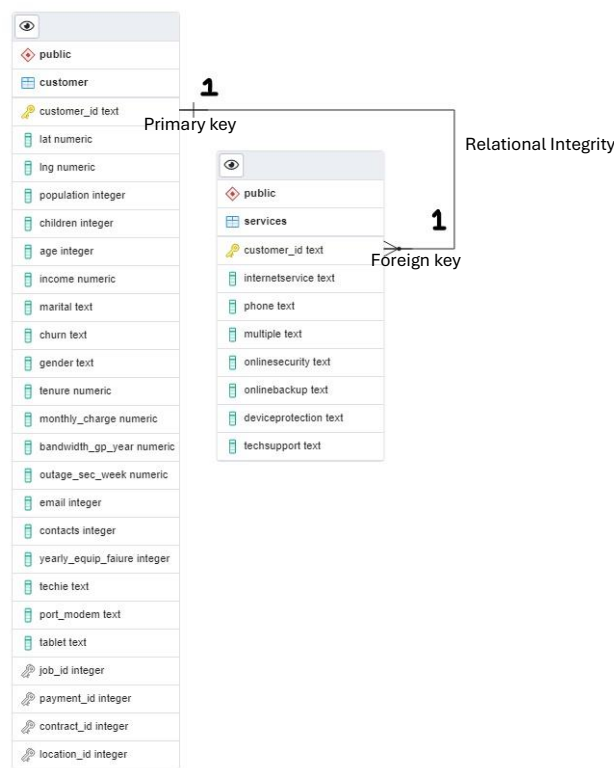 public
customer
customer_id text
lat numeric
lng numeric
population integer
children integer
age integer
income numeric
marital text
churn text
gender text
tenure numeric
monthly_charge numeric
bandwidth_gp_year numeric
outage_sec_week numeric
email integer
contacts integer
yearly_equip_faiure integer
techie text
port_modem text
tablet text
job_id integer
payment_id integer
contract_id integer
location_id integer
1
Primary key
Relational Integrity
public
services
1
customer_id text
Foreign key
internetservice text
phone text
multiple text
onlinesecurity text
onlinebackup text
deviceprotection text
techsupport text